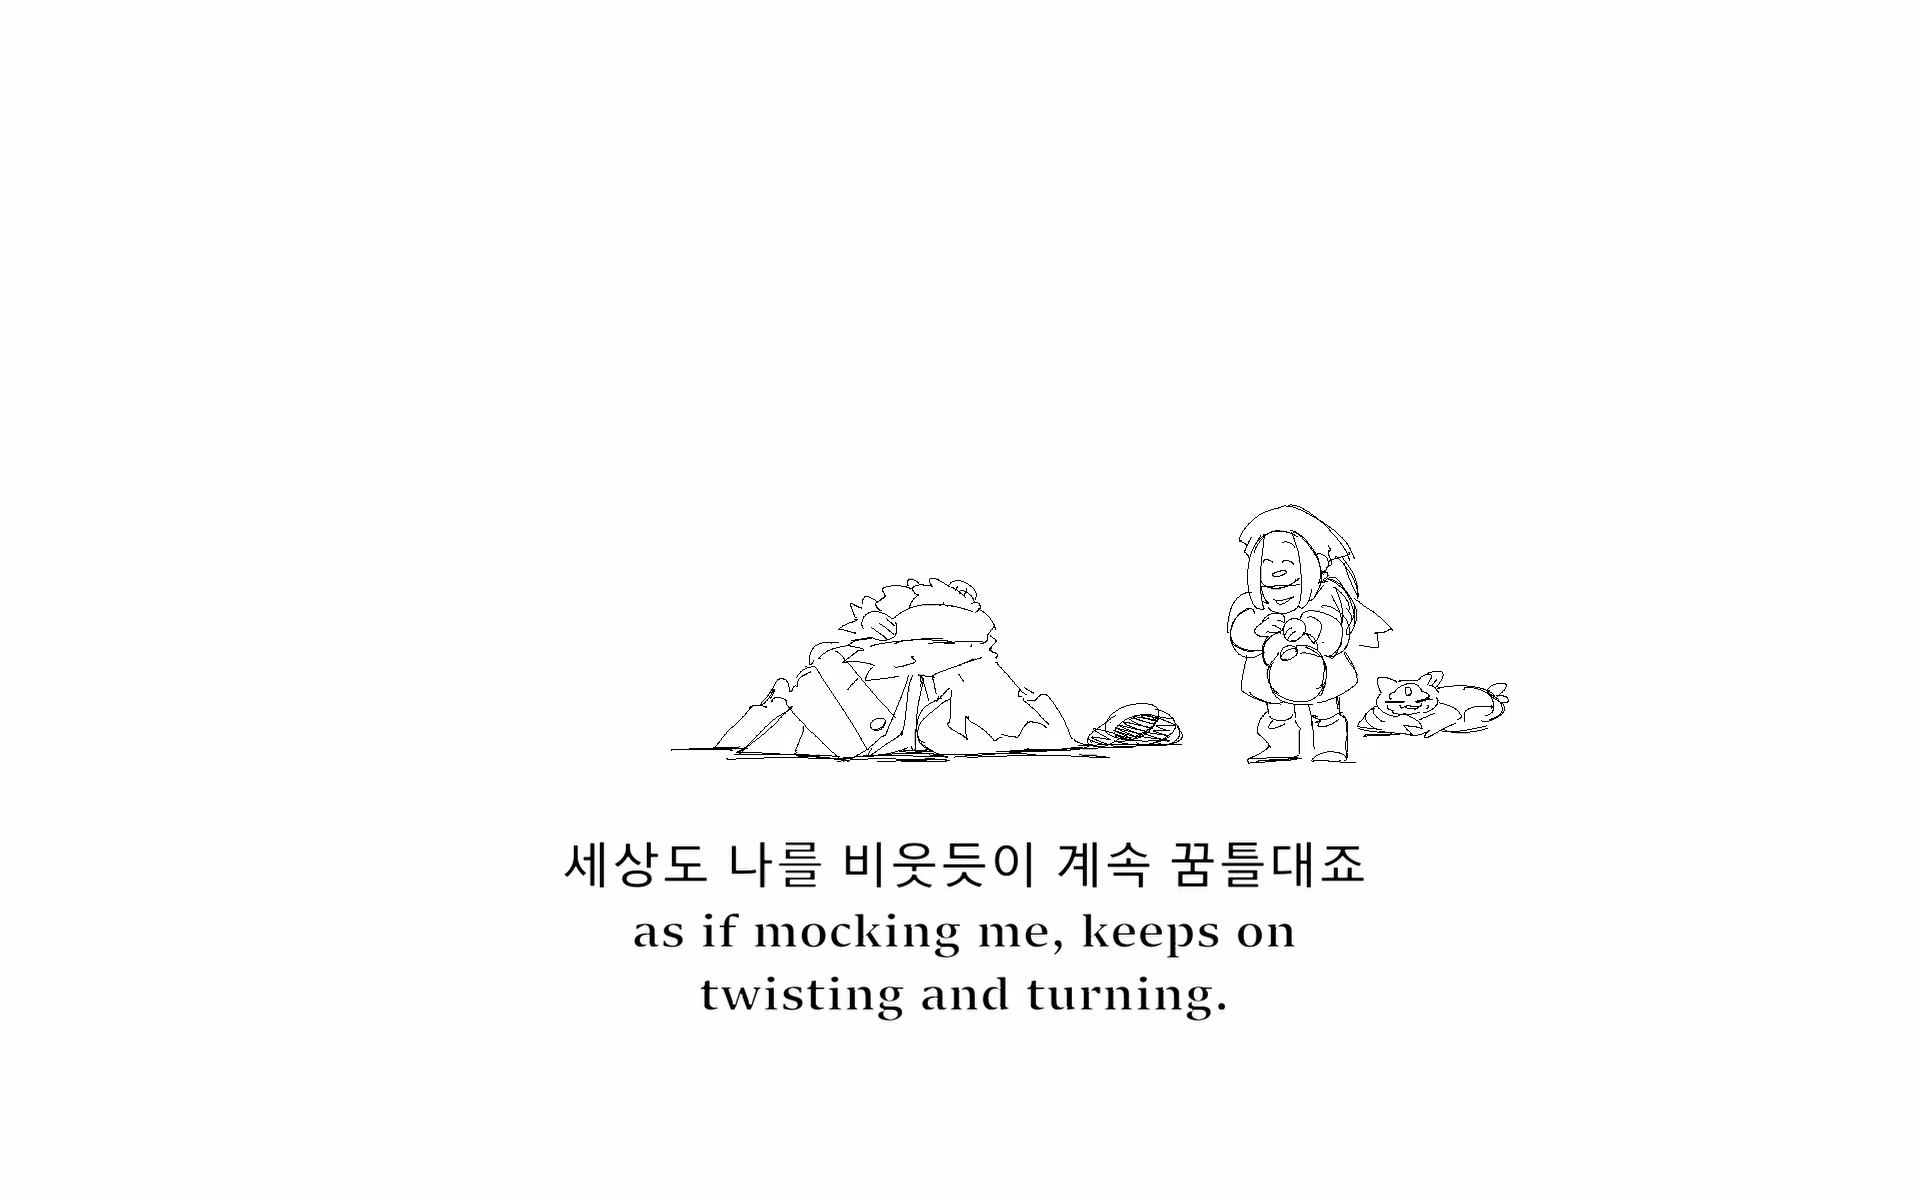 세상도 나를 비웃듯이 계속 꿈틀대죠
as if mocking me, keeps on
twisting and turning.